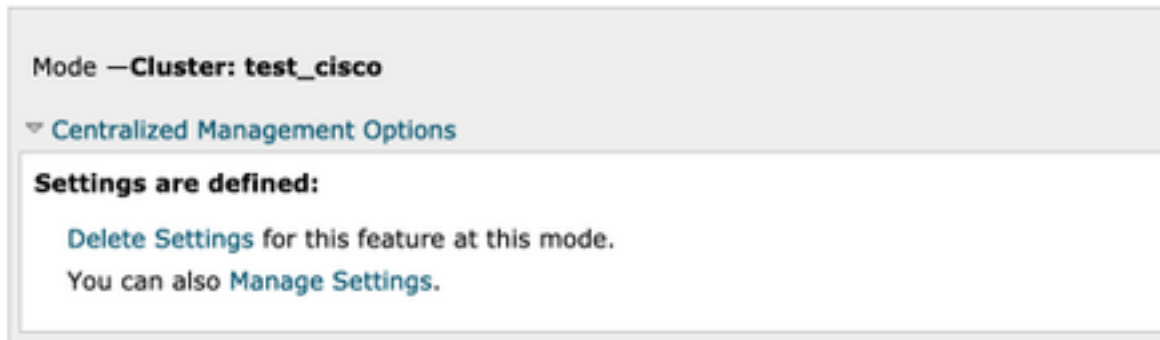 Mode —Cluster: test_cisco
Centralized Management Options
Settings are defined:
Delete Settings for this feature at this mode.
You can also Manage Settings.